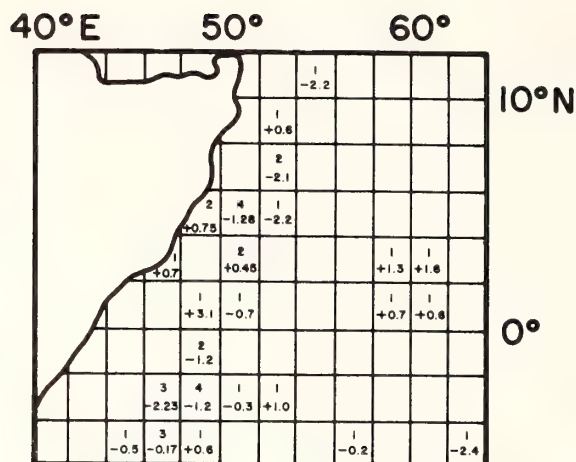 40°E 50° 60°
1
-2.2
10°N
1
+0.6
2
-2.1
2 4 1
+0.75 -1.28 -2.2
1 2 1 1
+0.7 +0.45 +1.3 +1.6
1 1 1 1
+3.1 -0.7 +0.7 +0.6
0°
2
-1.2
3 4 1 1
-2.23 -1.2 -0.3 +1.0
1 3 1 1 1
-0.5 -0.17 +0.6 -0.2 -2.4